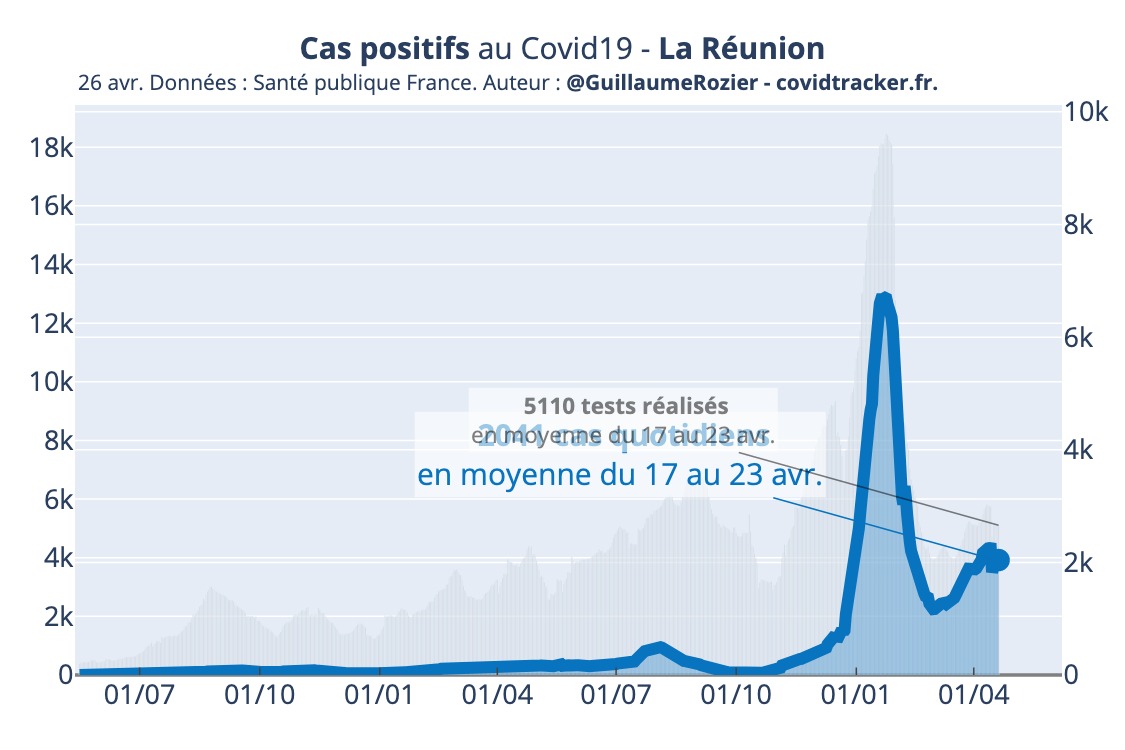 Cas positifs au Covid19 - La Réunion
26 avr. Données : Santé publique France. Auteur : @GuillaumeRozier - covidtracker.fr.
10k
18k
16k
8k
14k
12k
6k
10k
5110 tests réalisés
en moyenne du 17 au 23 avr.
2041 cas quotidiens
en moyenne du 17 au 23 avr.
8k
4k
6k
4k
2k
2k
0
0
01/07
01/10
01/01
01/04
01/07
01/10
01/01
01/04